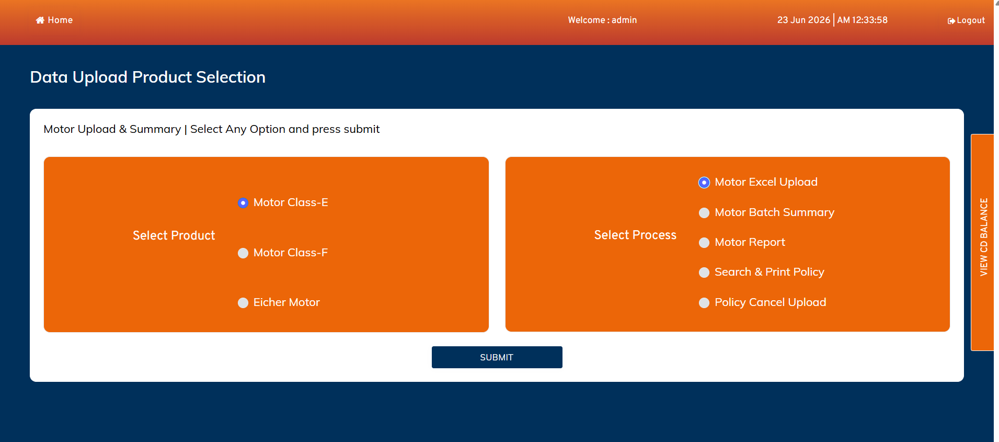 Home
Welcome : admin
23 Jun 2026 | AM 12:33:58
Logout
Data Upload Product Selection
Motor Upload & Summary | Select Any Option and press submit
Select Product
Motor Class-E
Motor Class-F
Eicher Motor
Select Process
Motor Excel Upload
Motor Batch Summary
Motor Report
Search & Print Policy
Policy Cancel Upload
SUBMIT
VIEW CD BALANCE